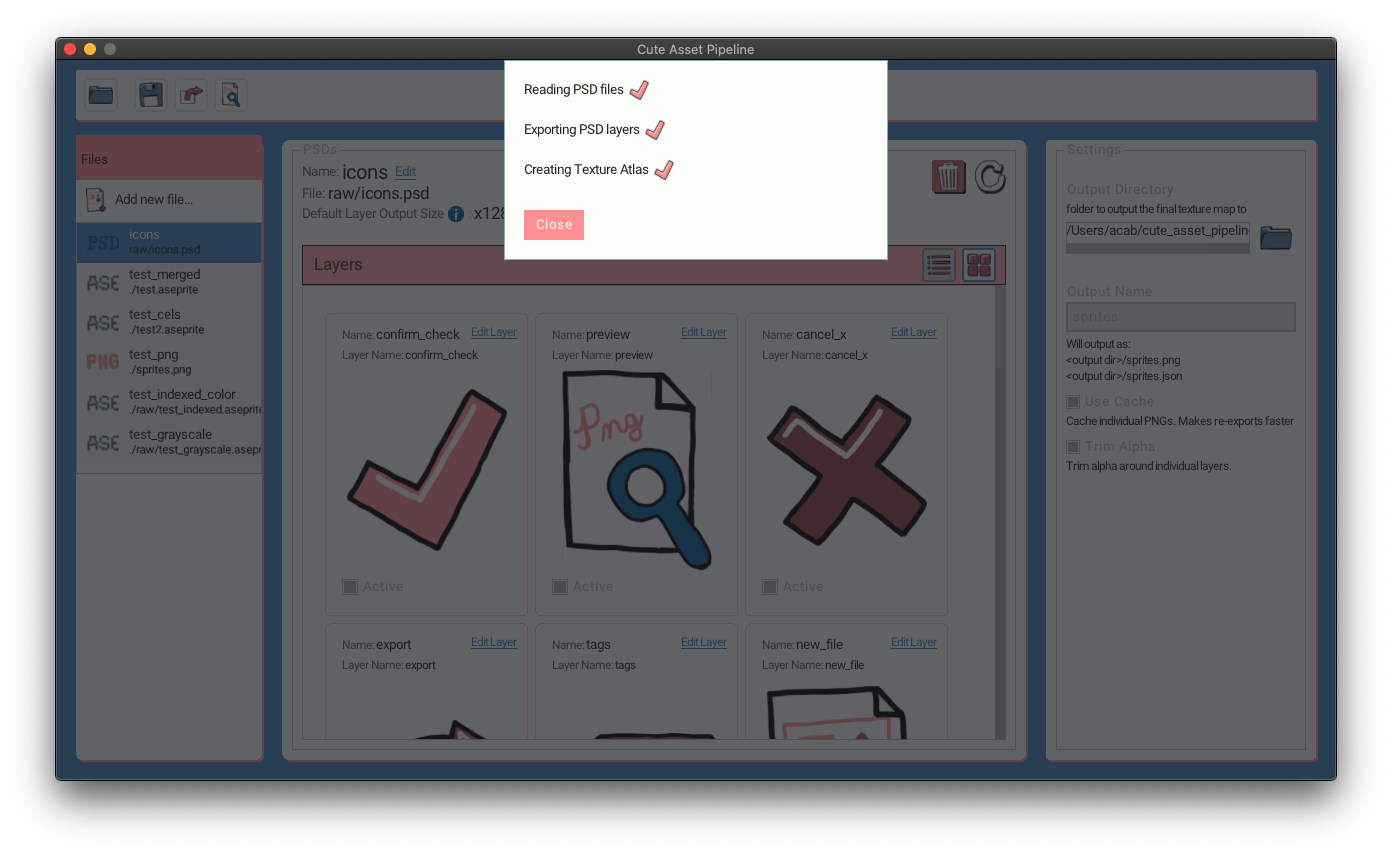 Cute Asset Pipeline
Reading PSD files
Exporting PSD layers
Creating Texture Atlas
Close
Files
Add new file...
PSD
icons
raw/icons.psd
ASE
test_merged
./test.aseprite
ASE
test_cels
./test2.aseprite
PNG
test_png
./sprites.png
ASE
test_indexed_color
./raw/test_indexed.aseprit
ASE
test_grayscale
./raw/test_grayscale.asepr
PSDs
Name: icons Edit
File: raw/icons.psd
Default Layer Output Size i x128
Layers
Name: confirm_check Edit Layer
Layer Name: confirm_check
Active
Name: preview Edit Layer
Layer Name: preview
Png
Active
Name: cancel_x Edit Layer
Layer Name: cancel_x
Active
Name: export Edit Layer
Layer Name: export
Name: tags Edit Layer
Layer Name: tags
Name: new_file Edit Layer
Layer Name: new_file
Settings
Output Directory
folder to output the final texture map to
/Users/acab/cute_asset_pipelin
Output Name
sprites
Will output as:
<output dir>/sprites.png
<output dir>/sprites.json
Use Cache
Cache individual PNGs. Makes re-exports faster
Trim Alpha
Trim alpha around individual layers.